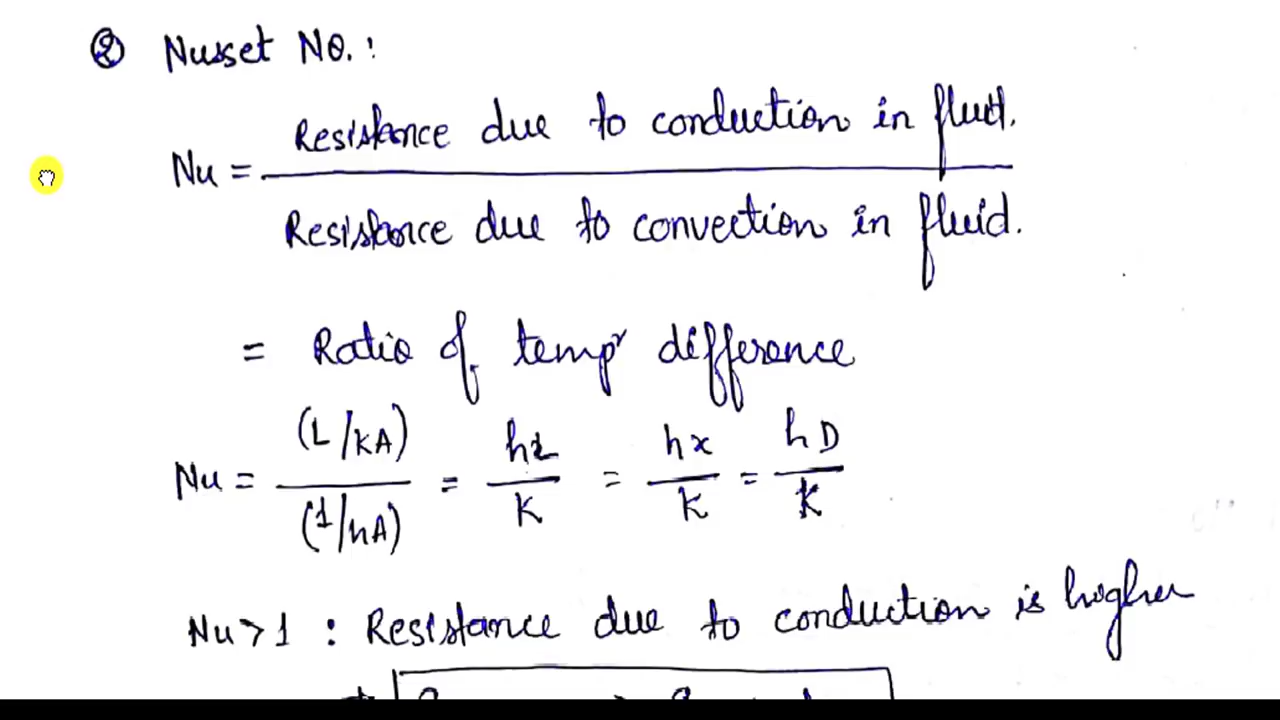 ② Nusset No. :
Nu = Resistance due to conduction in fluid.
Resistance due to convection in fluid.
= Ratio of tempr difference
Nu = (L/KA) / (1/hA) = hL / K = hx / K = hD / K
Nu > 1 : Resistance due to conduction is higher